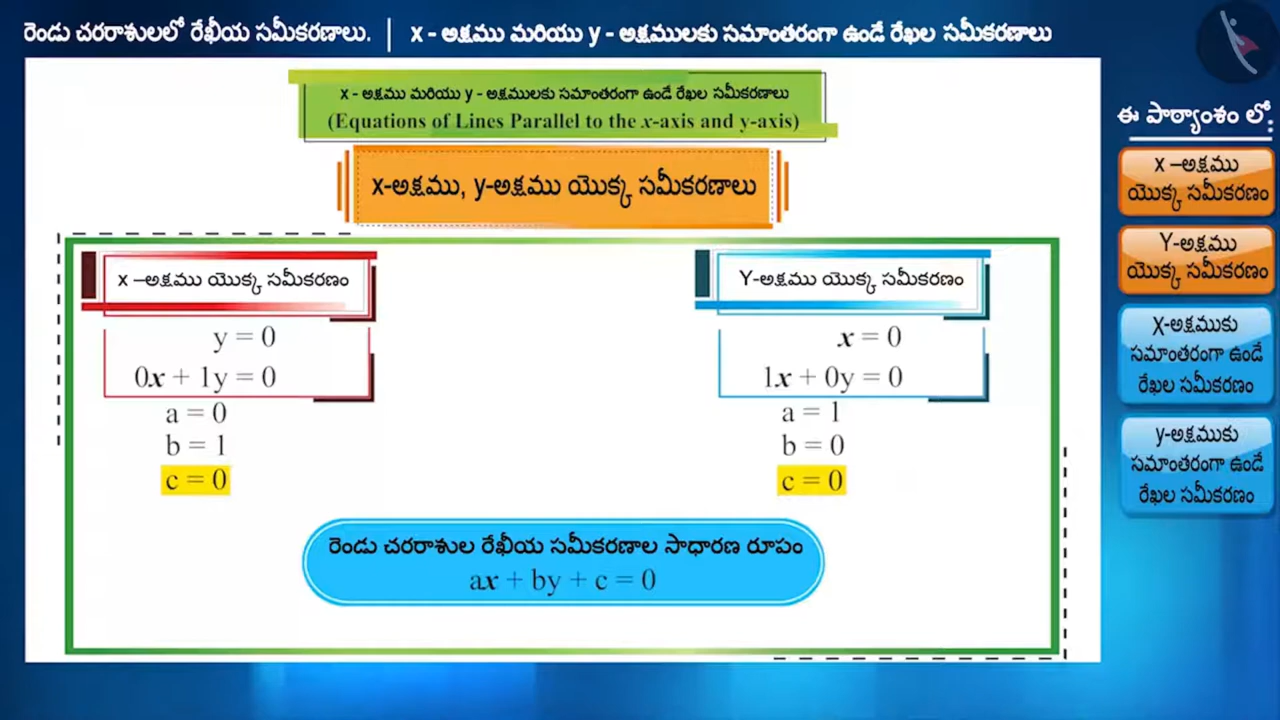 రెండు చరరాశులలో రేఖీయ సమీకరణాలు. | x - అక్షము మరియు y - అక్షములకు సమాంతరంగా ఉండే రేఖల సమీకరణాలు
x - అక్షము మరియు y - అక్షములకు సమాంతరంగా ఉండే రేఖల సమీకరణాలు
(Equations of Lines Parallel to the x-axis and y-axis)
x-అక్షము, y-అక్షము యొక్క సమీకరణాలు
x –అక్షము యొక్క సమీకరణం
y = 0
0x + 1y = 0
a = 0
b = 1
c = 0
Y-అక్షము యొక్క సమీకరణం
x = 0
1x + 0y = 0
a = 1
b = 0
c = 0
రెండు చరరాశుల రేఖీయ సమీకరణాల సాధారణ రూపం
ax + by + c = 0
ఈ పాఠ్యాంశం లో:
x –అక్షము
యొక్క సమీకరణం
Y-అక్షము
యొక్క సమీకరణం
X-అక్షముకు
సమాంతరంగా ఉండే
రేఖల సమీకరణం
y-అక్షముకు
సమాంతరంగా ఉండే
రేఖల సమీకరణం